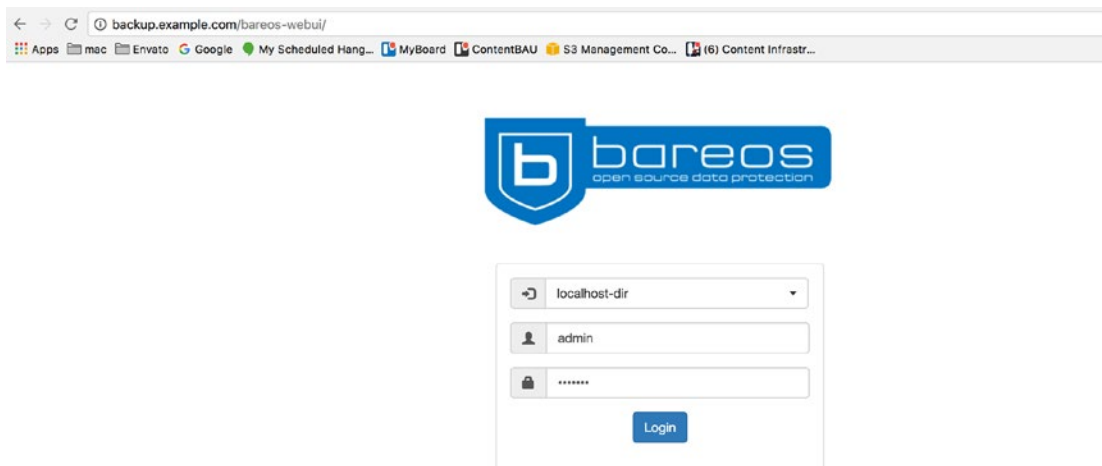 backup.example.com/bareos-webui/
Apps mac Envato Google My Scheduled Hang... MyBoard ContentBAU S3 Management Co... (6) Content Infrastr...
b bareos
open source data protection
localhost-dir
admin
·······
Login